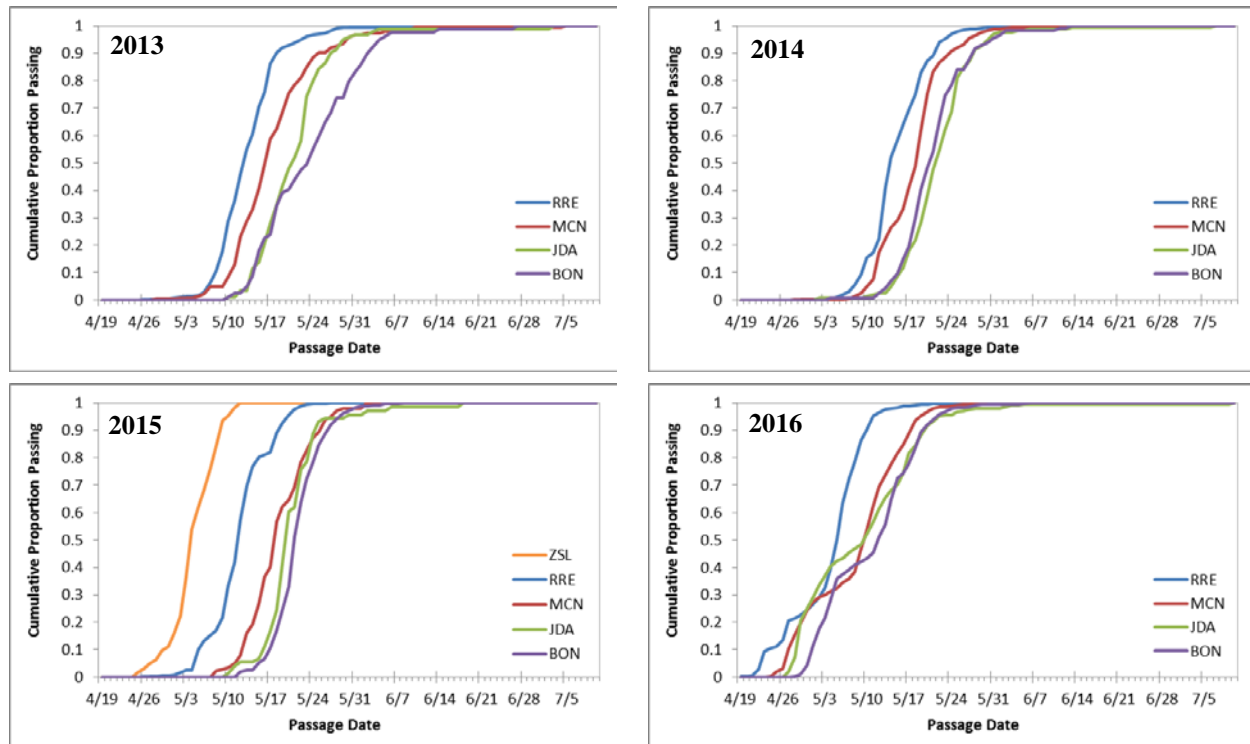 2013
Cumulative Proportion Passing
1
0.9
0.8
0.7
0.6
0.5
0.4
0.3
0.2
0.1
0
RRE
MCN
JDA
BON
4/19 4/26 5/3 5/10 5/17 5/24 5/31 6/7 6/14 6/21 6/28 7/5
Passage Date
2014
Cumulative Proportion Passing
1
0.9
0.8
0.7
0.6
0.5
0.4
0.3
0.2
0.1
0
RRE
MCN
JDA
BON
4/19 4/26 5/3 5/10 5/17 5/24 5/31 6/7 6/14 6/21 6/28 7/5
Passage Date
2015
Cumulative Proportion Passing
1
0.9
0.8
0.7
0.6
0.5
0.4
0.3
0.2
0.1
0
ZSL
RRE
MCN
JDA
BON
4/19 4/26 5/3 5/10 5/17 5/24 5/31 6/7 6/14 6/21 6/28 7/5
Passage Date
2016
Cumulative Proportion Passing
1
0.9
0.8
0.7
0.6
0.5
0.4
0.3
0.2
0.1
0
RRE
MCN
JDA
BON
4/19 4/26 5/3 5/10 5/17 5/24 5/31 6/7 6/14 6/21 6/28 7/5
Passage Date